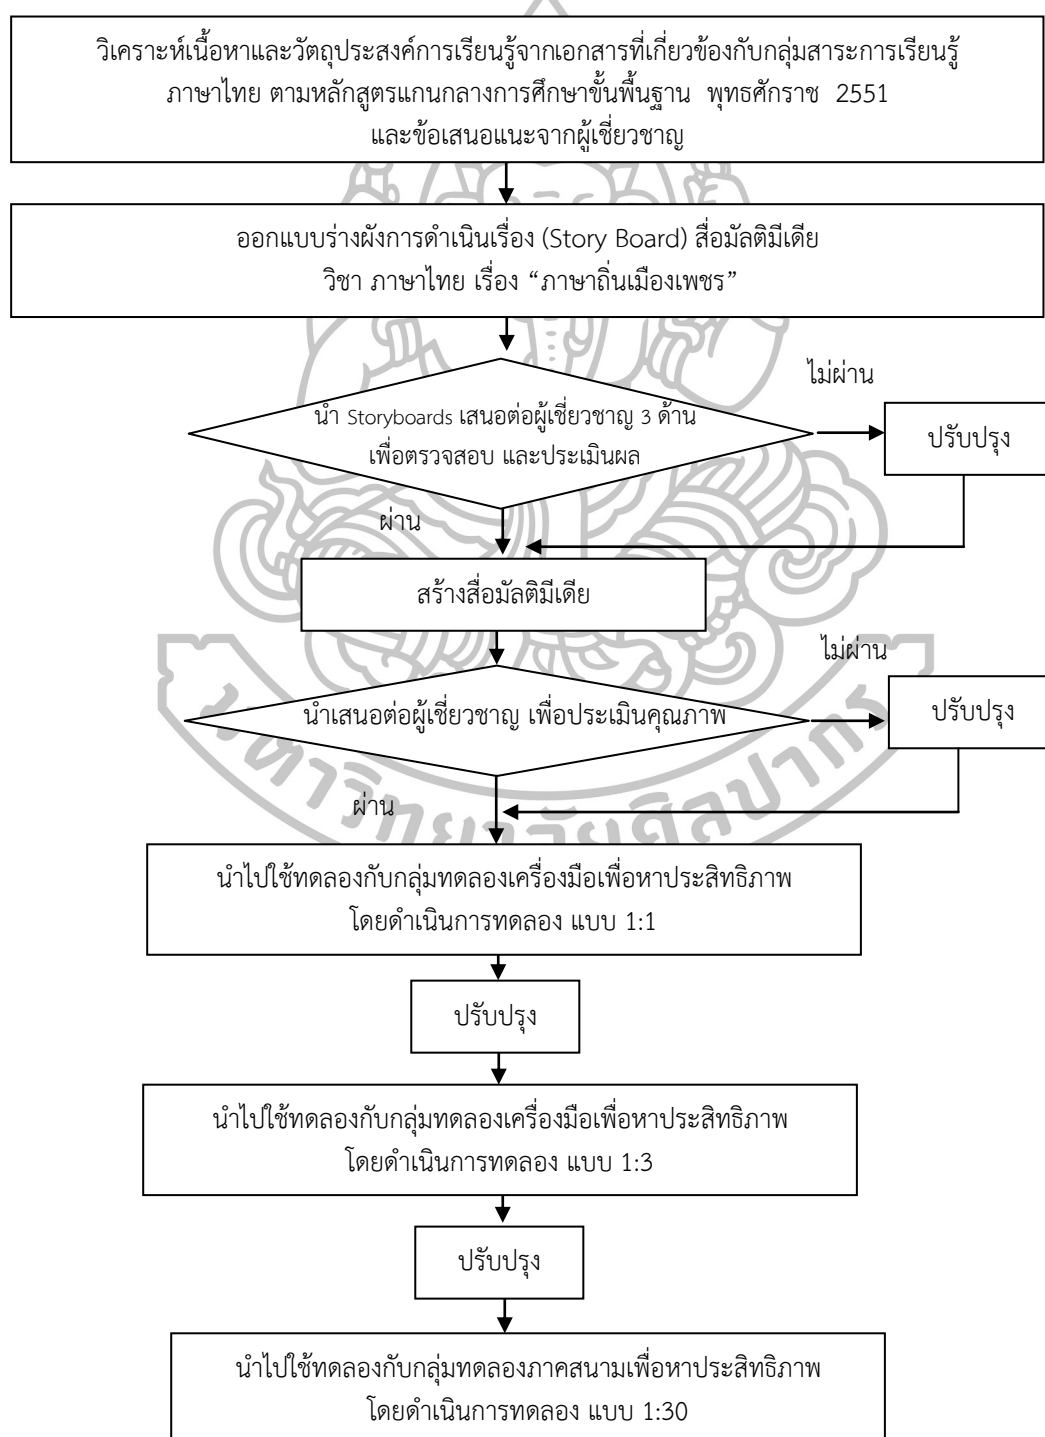 วิเคราะห์เนื้อหาและวัตถุประสงค์การเรียนรู้จากเอกสารที่เกี่ยวข้องกับกลุ่มสาระการเรียนรู้
ภาษาไทย ตามหลักสูตรแกนกลางการศึกษาขั้นพื้นฐาน พุทธศักราช 2551
และข้อเสนอแนะจากผู้เชี่ยวชาญ
ออกแบบร่างผังการดำเนินเรื่อง (Story Board) สื่อมัลติมีเดีย
วิชา ภาษาไทย เรื่อง “ภาษาถิ่นเมืองเพชร”
นำ Storyboards เสนอต่อผู้เชี่ยวชาญ 3 ด้าน
เพื่อตรวจสอบ และประเมินผล
ไม่ผ่าน
ปรับปรุง
ผ่าน
สร้างสื่อมัลติมีเดีย
นำเสนอต่อผู้เชี่ยวชาญ เพื่อประเมินคุณภาพ
ไม่ผ่าน
ปรับปรุง
ผ่าน
มหาวิทยาลัยศิลปากร
นำไปใช้ทดลองกับกลุ่มทดลองเครื่องมือเพื่อหาประสิทธิภาพ
โดยดำเนินการทดลอง แบบ 1:1
ปรับปรุง
นำไปใช้ทดลองกับกลุ่มทดลองเครื่องมือเพื่อหาประสิทธิภาพ
โดยดำเนินการทดลอง แบบ 1:3
ปรับปรุง
นำไปใช้ทดลองกับกลุ่มทดลองภาคสนามเพื่อหาประสิทธิภาพ
โดยดำเนินการทดลอง แบบ 1:30